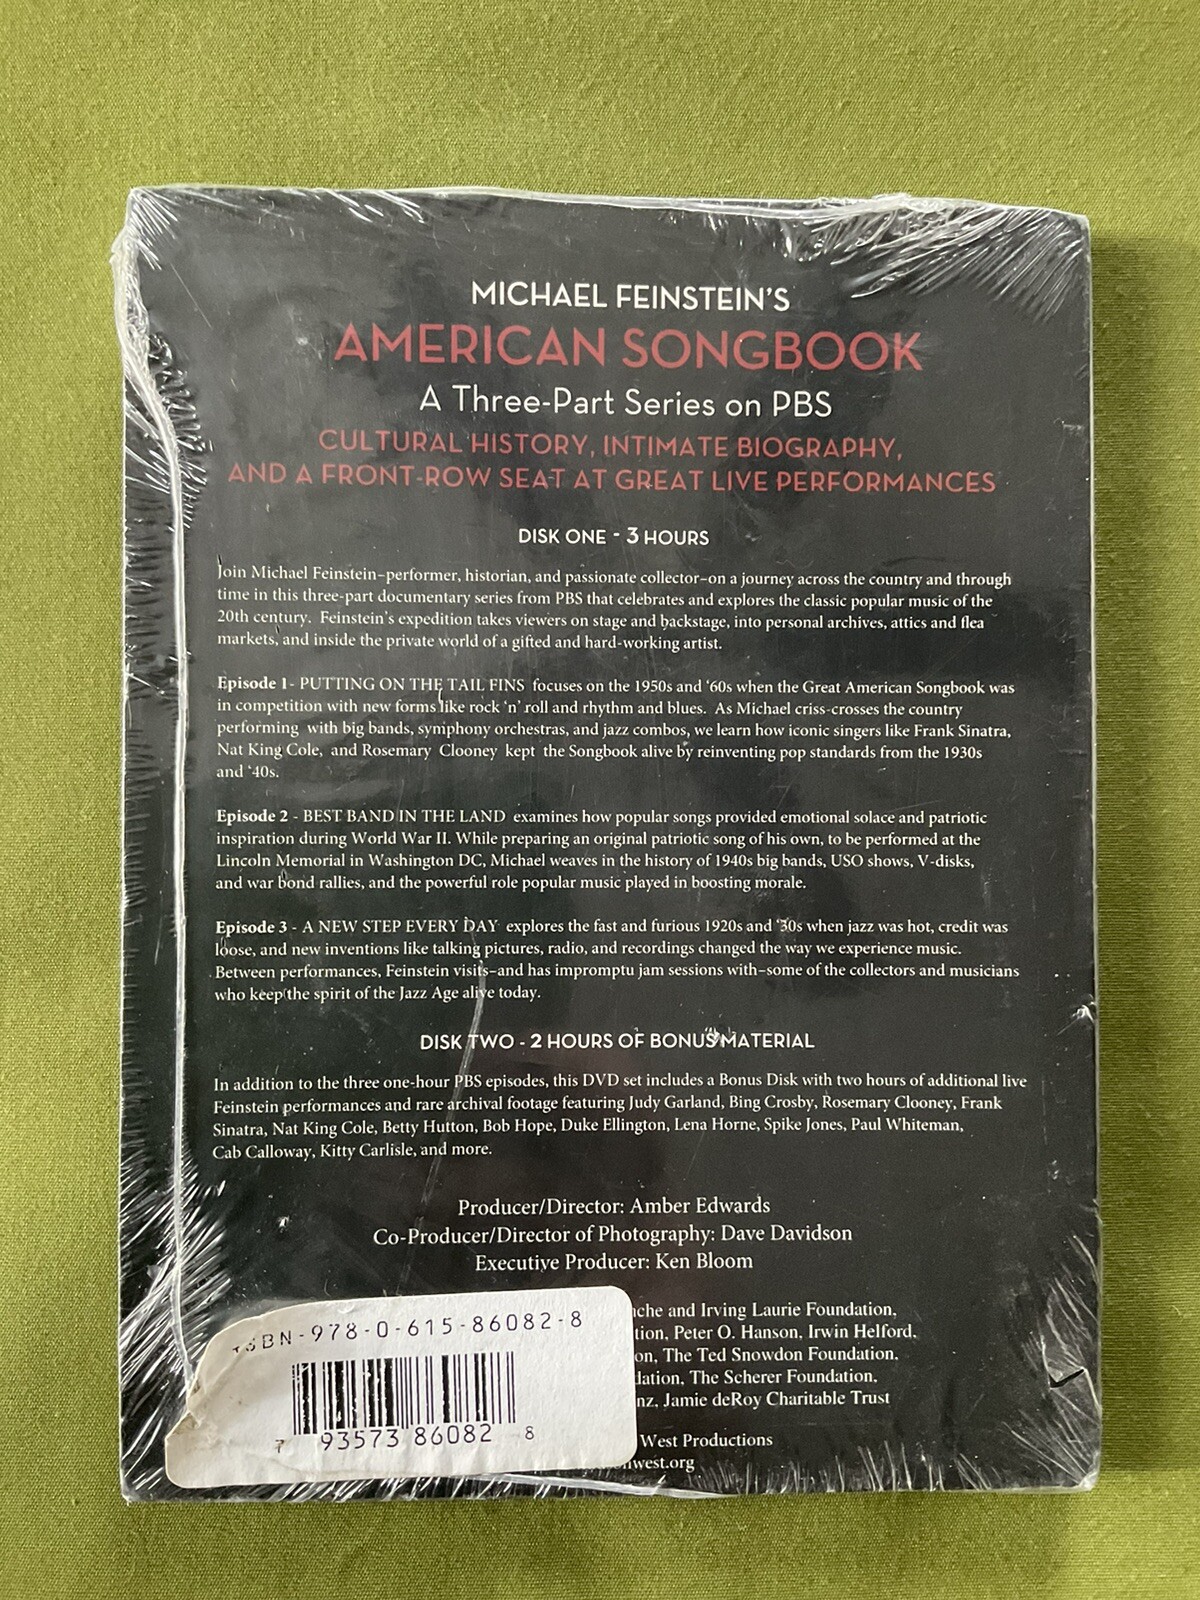 MICHAEL FEINSTEIN'S
AMERICAN SONGBOOK
A Three-Part Series on PBS
CULTURAL HISTORY, INTIMATE BIOGRAPHY,
AND A FRONT-ROW SEAT AT GREAT LIVE PERFORMANCES
DISK ONE - 3 HOURS
Join Michael Feinstein–performer, historian, and passionate collector–on a journey across the country and through
time in this three-part documentary series from PBS that celebrates and explores the classic popular music of the
20th century. Feinstein's expedition takes viewers on stage and backstage, into personal archives, attics and flea
markets, and inside the private world of a gifted and hard-working artist.
Episode 1- PUTTING ON THE TAIL FINS focuses on the 1950s and '60s when the Great American Songbook was
in competition with new forms like rock 'n' roll and rhythm and blues. As Michael criss-crosses the country
performing with big bands, symphony orchestras, and jazz combos, we learn how iconic singers like Frank Sinatra,
Nat King Cole, and Rosemary Clooney kept the Songbook alive by reinventing pop standards from the 1930s
and '40s.
Episode 2 - BEST BAND IN THE LAND examines how popular songs provided emotional solace and patriotic
inspiration during World War II. While preparing an original patriotic song of his own, to be performed at the
Lincoln Memorial in Washington DC, Michael weaves in the history of 1940s big bands, USO shows, V-disks,
and war bond rallies, and the powerful role popular music played in boosting morale.
Episode 3 - A NEW STEP EVERY DAY explores the fast and furious 1920s and '30s when jazz was hot, credit was
loose, and new inventions like talking pictures, radio, and recordings changed the way we experience music.
Between performances, Feinstein visits–and has impromptu jam sessions with–some of the collectors and musicians
who keep the spirit of the Jazz Age alive today.
DISK TWO - 2 HOURS OF BONUS MATERIAL
In addition to the three one-hour PBS episodes, this DVD set includes a Bonus Disk with two hours of additional live
Feinstein performances and rare archival footage featuring Judy Garland, Bing Crosby, Rosemary Clooney, Frank
Sinatra, Nat King Cole, Betty Hutton, Bob Hope, Duke Ellington, Lena Horne, Spike Jones, Paul Whiteman,
Cab Calloway, Kitty Carlisle, and more.
Producer/Director: Amber Edwards
Co-Producer/Director of Photography: Dave Davidson
Executive Producer: Ken Bloom
and Irving Laurie Foundation,
Peter O. Hanson, Irwin Helford,
The Ted Snowdon Foundation,
The Scherer Foundation,
Jamie deRoy Charitable Trust
West Productions
ISBN-978-0-615-86082-8
7 93573 86082 8